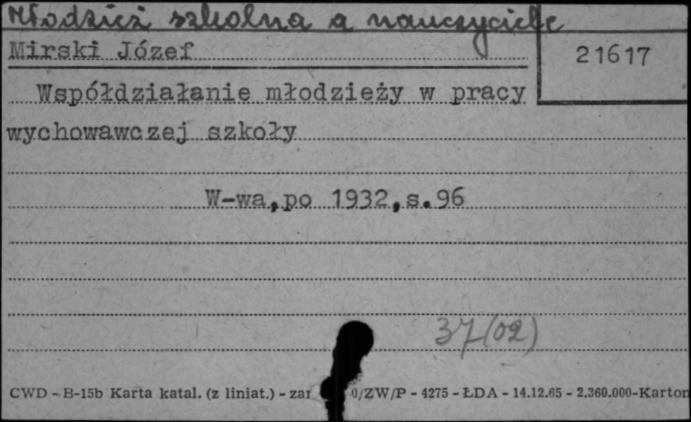 Młodzież szkolna a nauczyciele
Mirski Józef
21617
Współdziałanie młodzieży w pracy
wychowawczej szkoły
W-wa, po 1932, s. 96
37(02)
CWD - B-15b Karta katal. (z liniat.) - zar 0/ZW/P - 4275 - ŁDA - 14.12.65 - 2.360.000-Karton